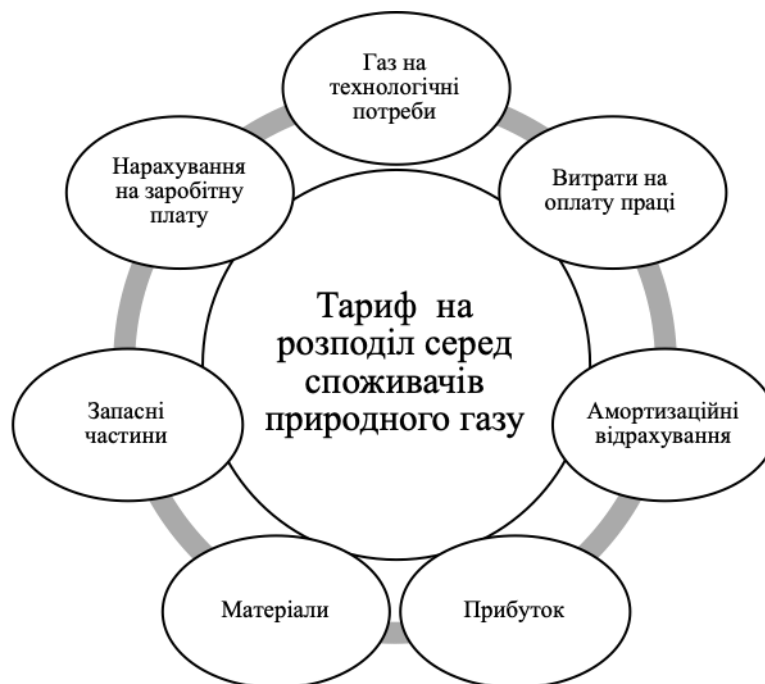 Газ на
технологічні
потреби
Нарахування
на заробітну
плату
Витрати на
оплату праці
Тариф на
розподіл серед
споживачів
природного газу
Запасні
частини
Амортизаційні
відрахування
Матеріали
Прибуток